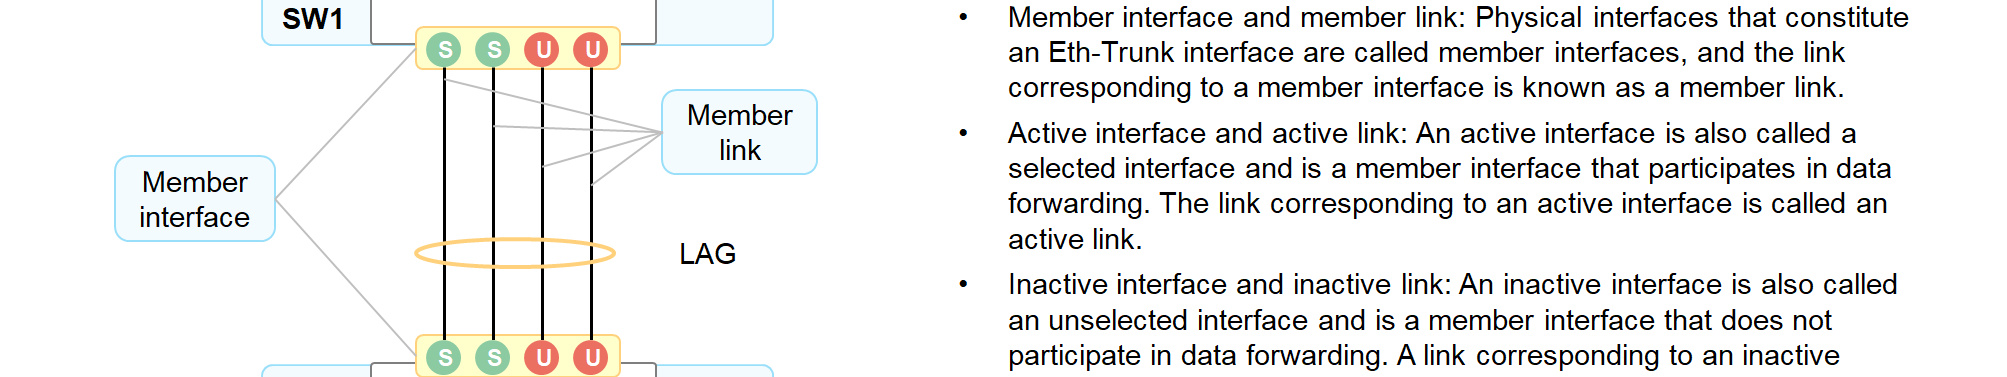 SW1
S S U U
Member
link
Member
interface
LAG
S S U U
• Member interface and member link: Physical interfaces that constitute
an Eth-Trunk interface are called member interfaces, and the link
corresponding to a member interface is known as a member link.
• Active interface and active link: An active interface is also called a
selected interface and is a member interface that participates in data
forwarding. The link corresponding to an active interface is called an
active link.
• Inactive interface and inactive link: An inactive interface is also called
an unselected interface and is a member interface that does not
participate in data forwarding. A link corresponding to an inactive